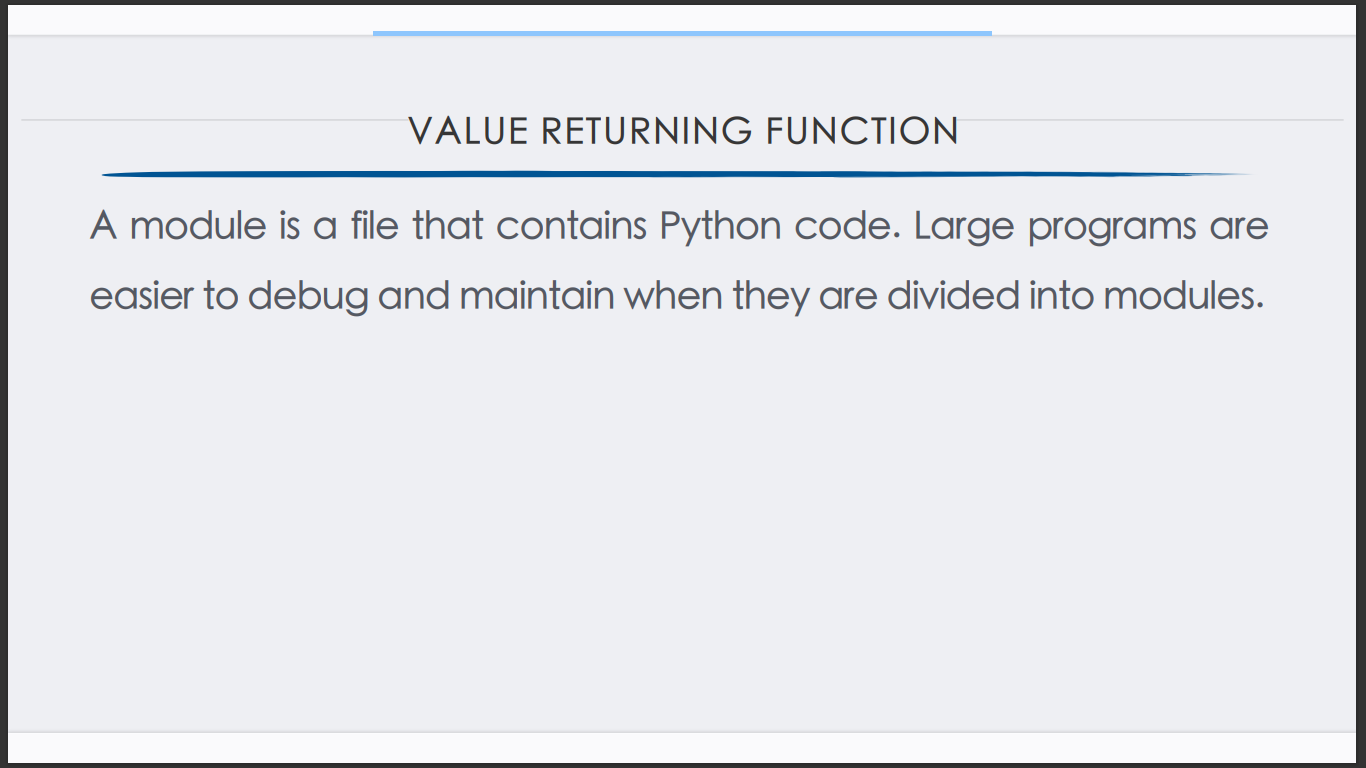 VALUE RETURNING FUNCTION
A module is a file that contains Python code. Large programs are
easier to debug and maintain when they are divided into modules.